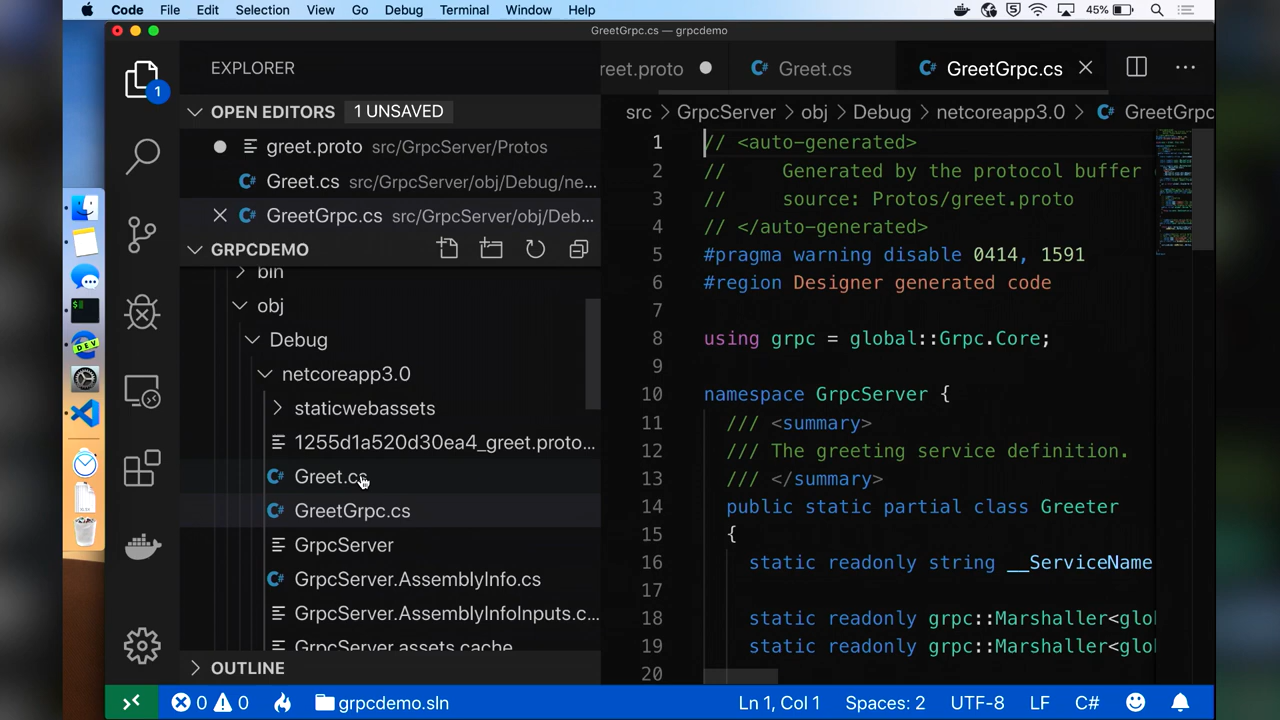 Code File Edit Selection View Go Debug Terminal Window Help 45%
GreetGrpc.cs — grpcdemo
EXPLORER
reet.proto Greet.cs GreetGrpc.cs
OPEN EDITORS 1 UNSAVED
src GrpcServer obj Debug netcoreapp3.0 GreetGrpc
1
greet.proto src/GrpcServer/Protos
Greet.cs src/GrpcServer/obj/Debug/ne...
GreetGrpc.cs src/GrpcServer/obj/Deb...
GRPCDEMO
bin
obj
Debug
netcoreapp3.0
staticwebassets
1255d1a520d30ea4_greet.proto...
Greet.cs
GreetGrpc.cs
GrpcServer
GrpcServer.AssemblyInfo.cs
GrpcServer.AssemblyInfoInputs.c...
GrpcServer.assets.cache
OUTLINE
DEV
1 // <auto-generated>
2 // Generated by the protocol buffer
3 // source: Protos/greet.proto
4 // </auto-generated>
5 #pragma warning disable 0414, 1591
6 #region Designer generated code
7
8 using grpc = global::Grpc.Core;
9
10 namespace GrpcServer {
11 /// <summary>
12 /// The greeting service definition.
13 /// </summary>
14 public static partial class Greeter
15 {
16 static readonly string __ServiceName
17
18 static readonly grpc::Marshaller<glo
19 static readonly grpc::Marshaller<glo
20
0 0 grpcdemo.sln Ln 1, Col 1 Spaces: 2 UTF-8 LF C#